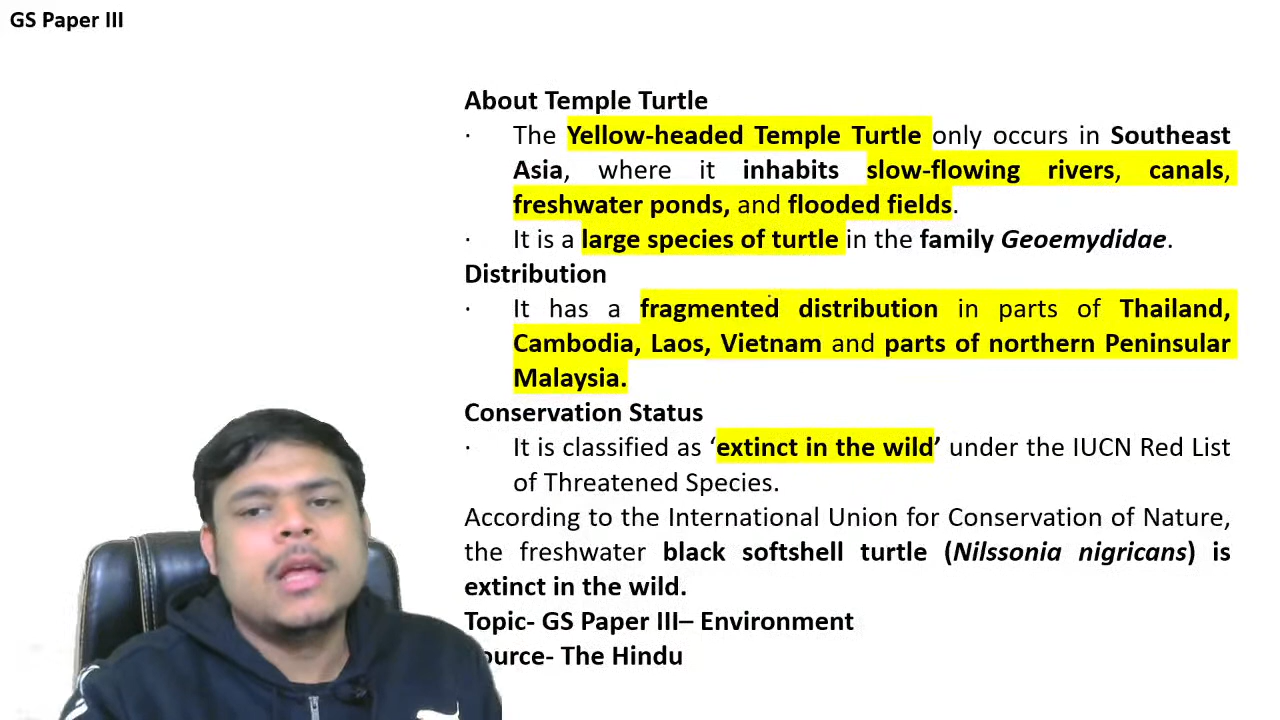 GS Paper III
About Temple Turtle
· The Yellow-headed Temple Turtle only occurs in Southeast
Asia, where it inhabits slow-flowing rivers, canals,
freshwater ponds, and flooded fields.
· It is a large species of turtle in the family Geoemydidae.
Distribution
· It has a fragmented distribution in parts of Thailand,
Cambodia, Laos, Vietnam and parts of northern Peninsular
Malaysia.
Conservation Status
· It is classified as ‘extinct in the wild’ under the IUCN Red List
of Threatened Species.
According to the International Union for Conservation of Nature,
the freshwater black softshell turtle (Nilssonia nigricans) is
extinct in the wild.
Topic- GS Paper III– Environment
ource- The Hindu